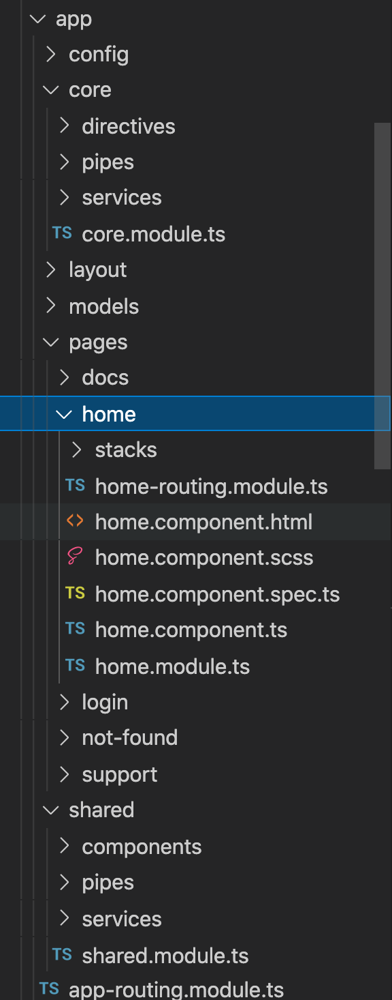 app
config
core
directives
pipes
services
TS core.module.ts
layout
models
pages
docs
home
stacks
TS home-routing.module.ts
<> home.component.html
home.component.scss
TS home.component.spec.ts
TS home.component.ts
TS home.module.ts
login
not-found
support
shared
components
pipes
services
TS shared.module.ts
TS app-routing.module.ts